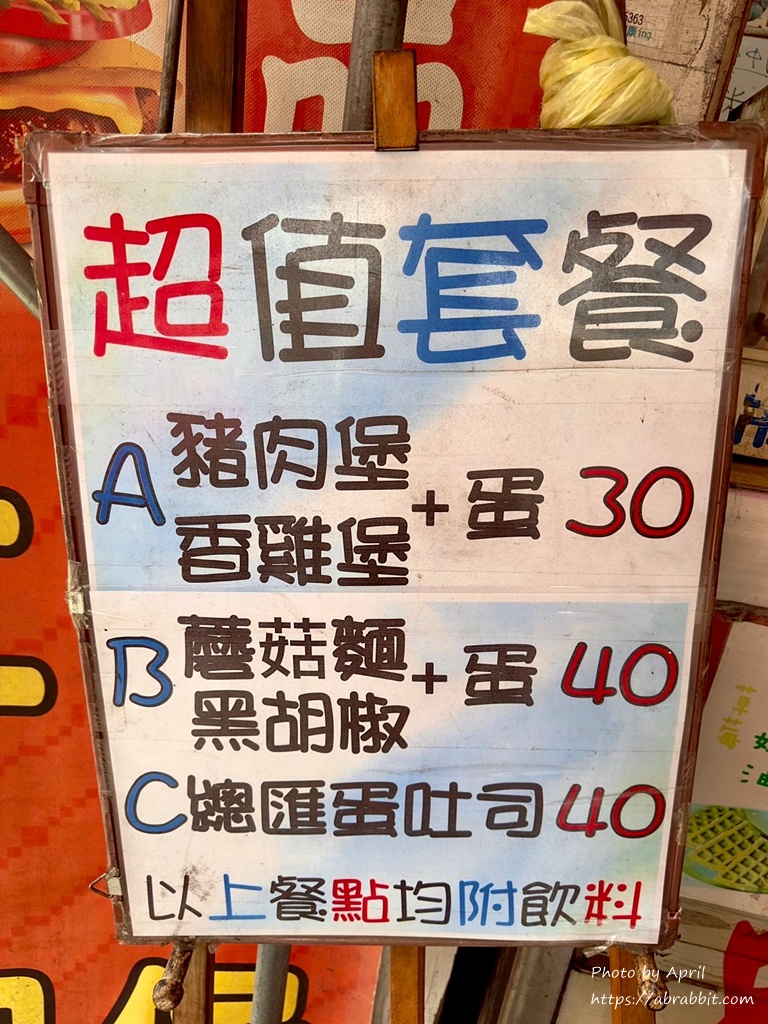 5363
超值套餐
A 豬肉堡
香雞堡
+ 蛋 30
B 蘑菇麵
黑胡椒
+ 蛋 40
C 總匯蛋吐司 40
以上餐點均附飲料
Photo by April
https://abrabbit.com